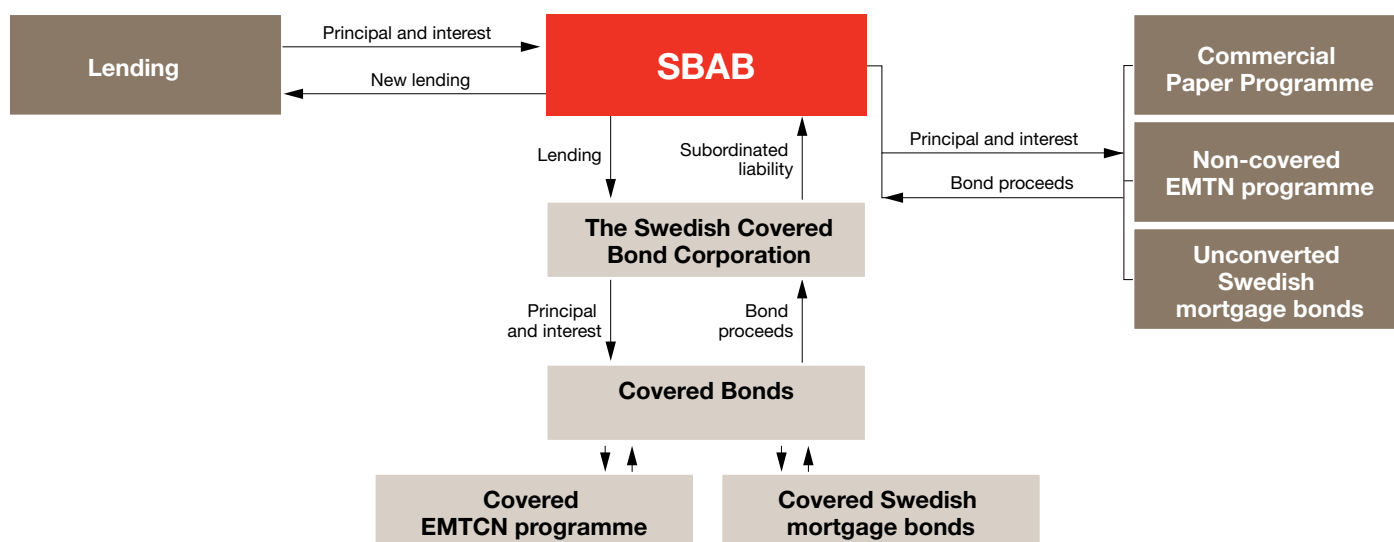 Lending
Principal and interest
New lending
SBAB
Commercial
Paper Programme
Principal and interest
Bond proceeds
Non-covered
EMTN programme
Unconverted
Swedish
mortgage bonds
Lending
Subordinated
liability
The Swedish Covered
Bond Corporation
Principal
and interest
Bond
proceeds
Covered Bonds
Covered
EMTCN programme
Covered Swedish
mortgage bonds